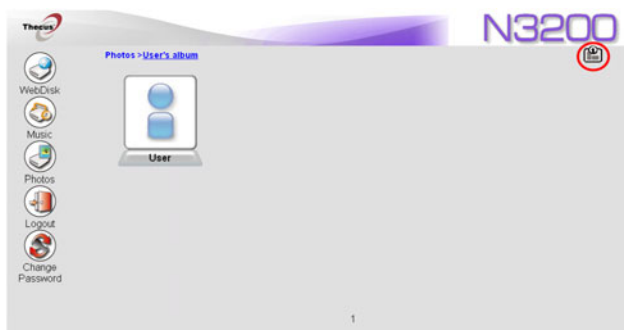 Thecus
N3200
Photos >User's album
WebDisk
Music
Photos
Logout
Change
Password
User
1